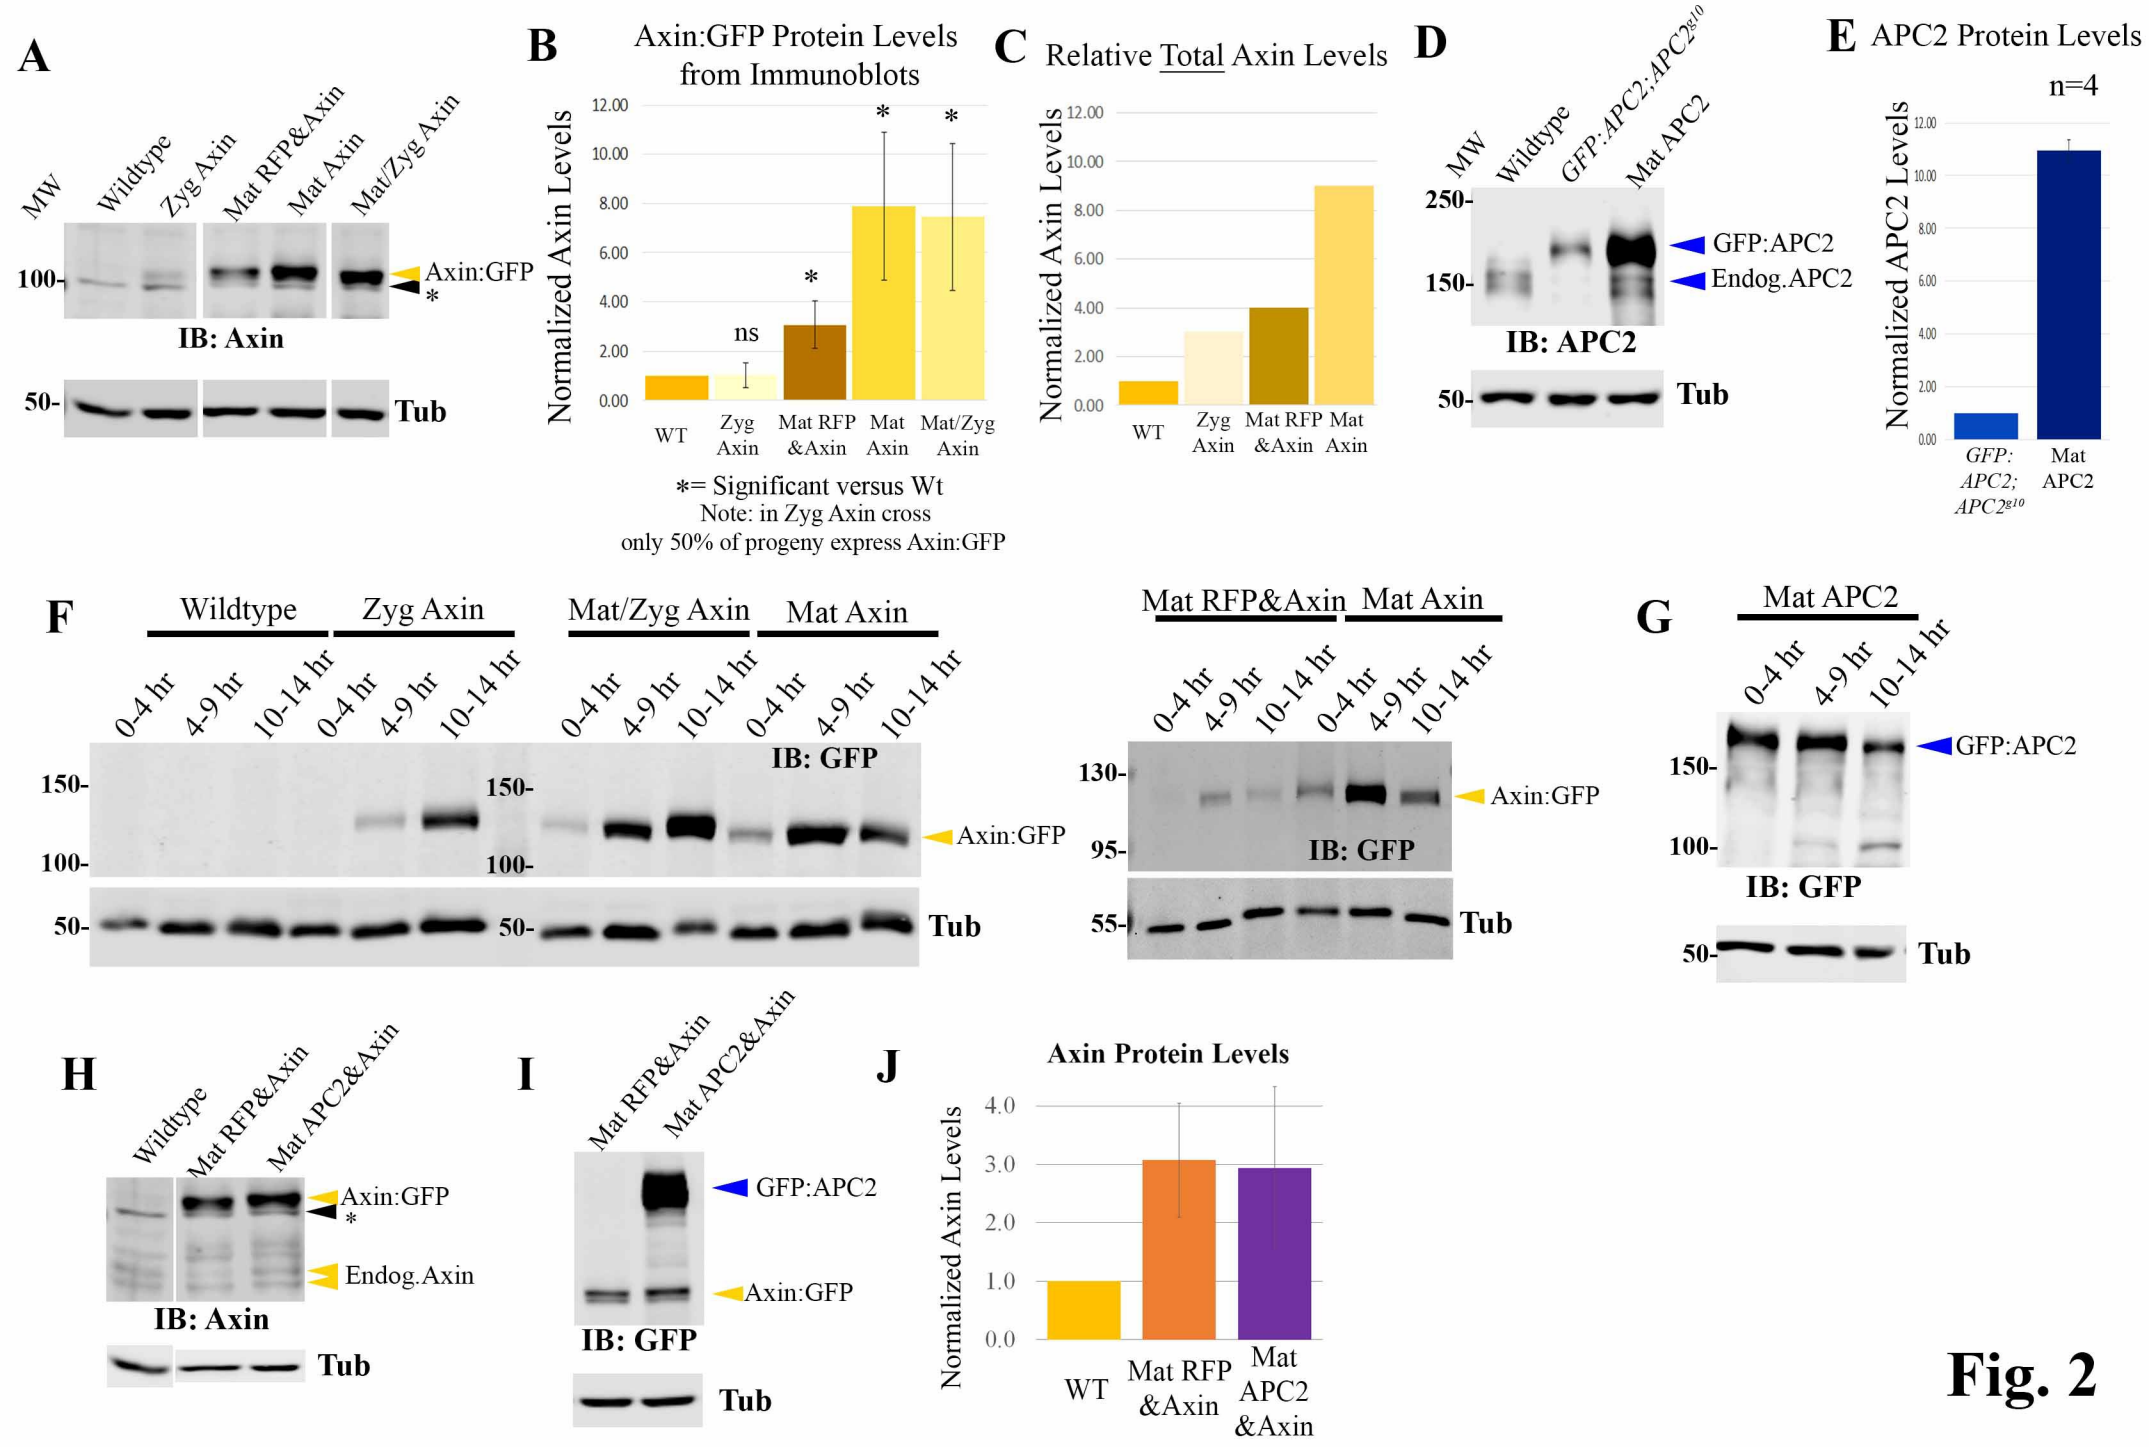 A
MW
Wildtype
Zyg Axin
Mat RFP&Axin
Mat Axin
Mat/Zyg Axin
100-
Axin:GFP
*
IB: Axin
50-
Tub
B
Axin:GFP Protein Levels
from Immunoblots
Normalized Axin Levels
12.00
10.00
8.00
6.00
4.00
2.00
0.00
ns
*
*
*
WT
Zyg
Axin
Mat RFP
&Axin
Mat
Axin
Mat/Zyg
Axin
*= Significant versus Wt
Note: in Zyg Axin cross
only 50% of progeny express Axin:GFP
C
Relative Total Axin Levels
Normalized Axin Levels
12.00
10.00
8.00
6.00
4.00
2.00
0.00
WT
Zyg
Axin
Mat RFP
&Axin
Mat
Axin
D
MW
Wildtype
GFP:APC2;APC2g10
Mat APC2
250-
150-
GFP:APC2
Endog.APC2
IB: APC2
50-
Tub
E
APC2 Protein Levels
n=4
Normalized APC2 Levels
12.00
10.00
8.00
6.00
4.00
2.00
0.00
GFP:
APC2;
APC2g10
Mat
APC2
F
Wildtype
Zyg Axin
Mat/Zyg Axin
Mat Axin
0-4 hr
4-9 hr
10-14 hr
0-4 hr
4-9 hr
10-14 hr
0-4 hr
4-9 hr
10-14 hr
0-4 hr
4-9 hr
10-14 hr
IB: GFP
150-
100-
150-
100-
Axin:GFP
50-
50-
Tub
Mat RFP&Axin
Mat Axin
0-4 hr
4-9 hr
10-14 hr
0-4 hr
4-9 hr
10-14 hr
130-
95-
Axin:GFP
IB: GFP
55-
Tub
G
Mat APC2
0-4 hr
4-9 hr
10-14 hr
150-
100-
GFP:APC2
IB: GFP
50-
Tub
H
Wildtype
Mat RFP&Axin
Mat APC2&Axin
Axin:GFP
*
Endog.Axin
IB: Axin
Tub
I
Mat RFP&Axin
Mat APC2&Axin
GFP:APC2
Axin:GFP
IB: GFP
Tub
J
Axin Protein Levels
Normalized Axin Levels
4.0
3.0
2.0
1.0
0.0
WT
Mat RFP
&Axin
Mat
APC2
&Axin
Fig. 2